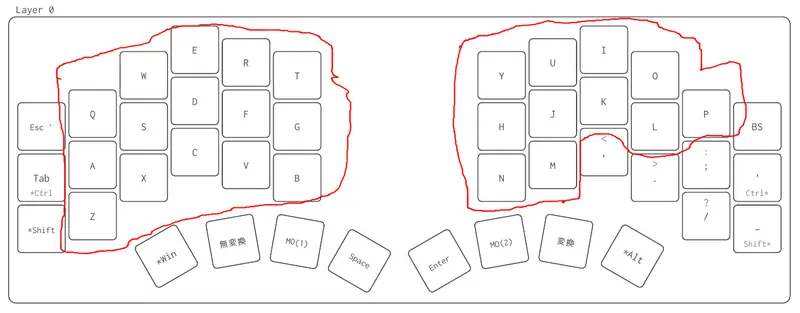 Layer 0
E
I
W R U O
T Y
D K
Q P
Esc ` S F J L BS
G H
C < ,
A : ;
Tab *Ctrl X V M > . , Ctrl*
B N
Z ? /
*Shift _ Shift*
*Win 無変換 MO(1) Space Enter MO(2) 変換 *Alt